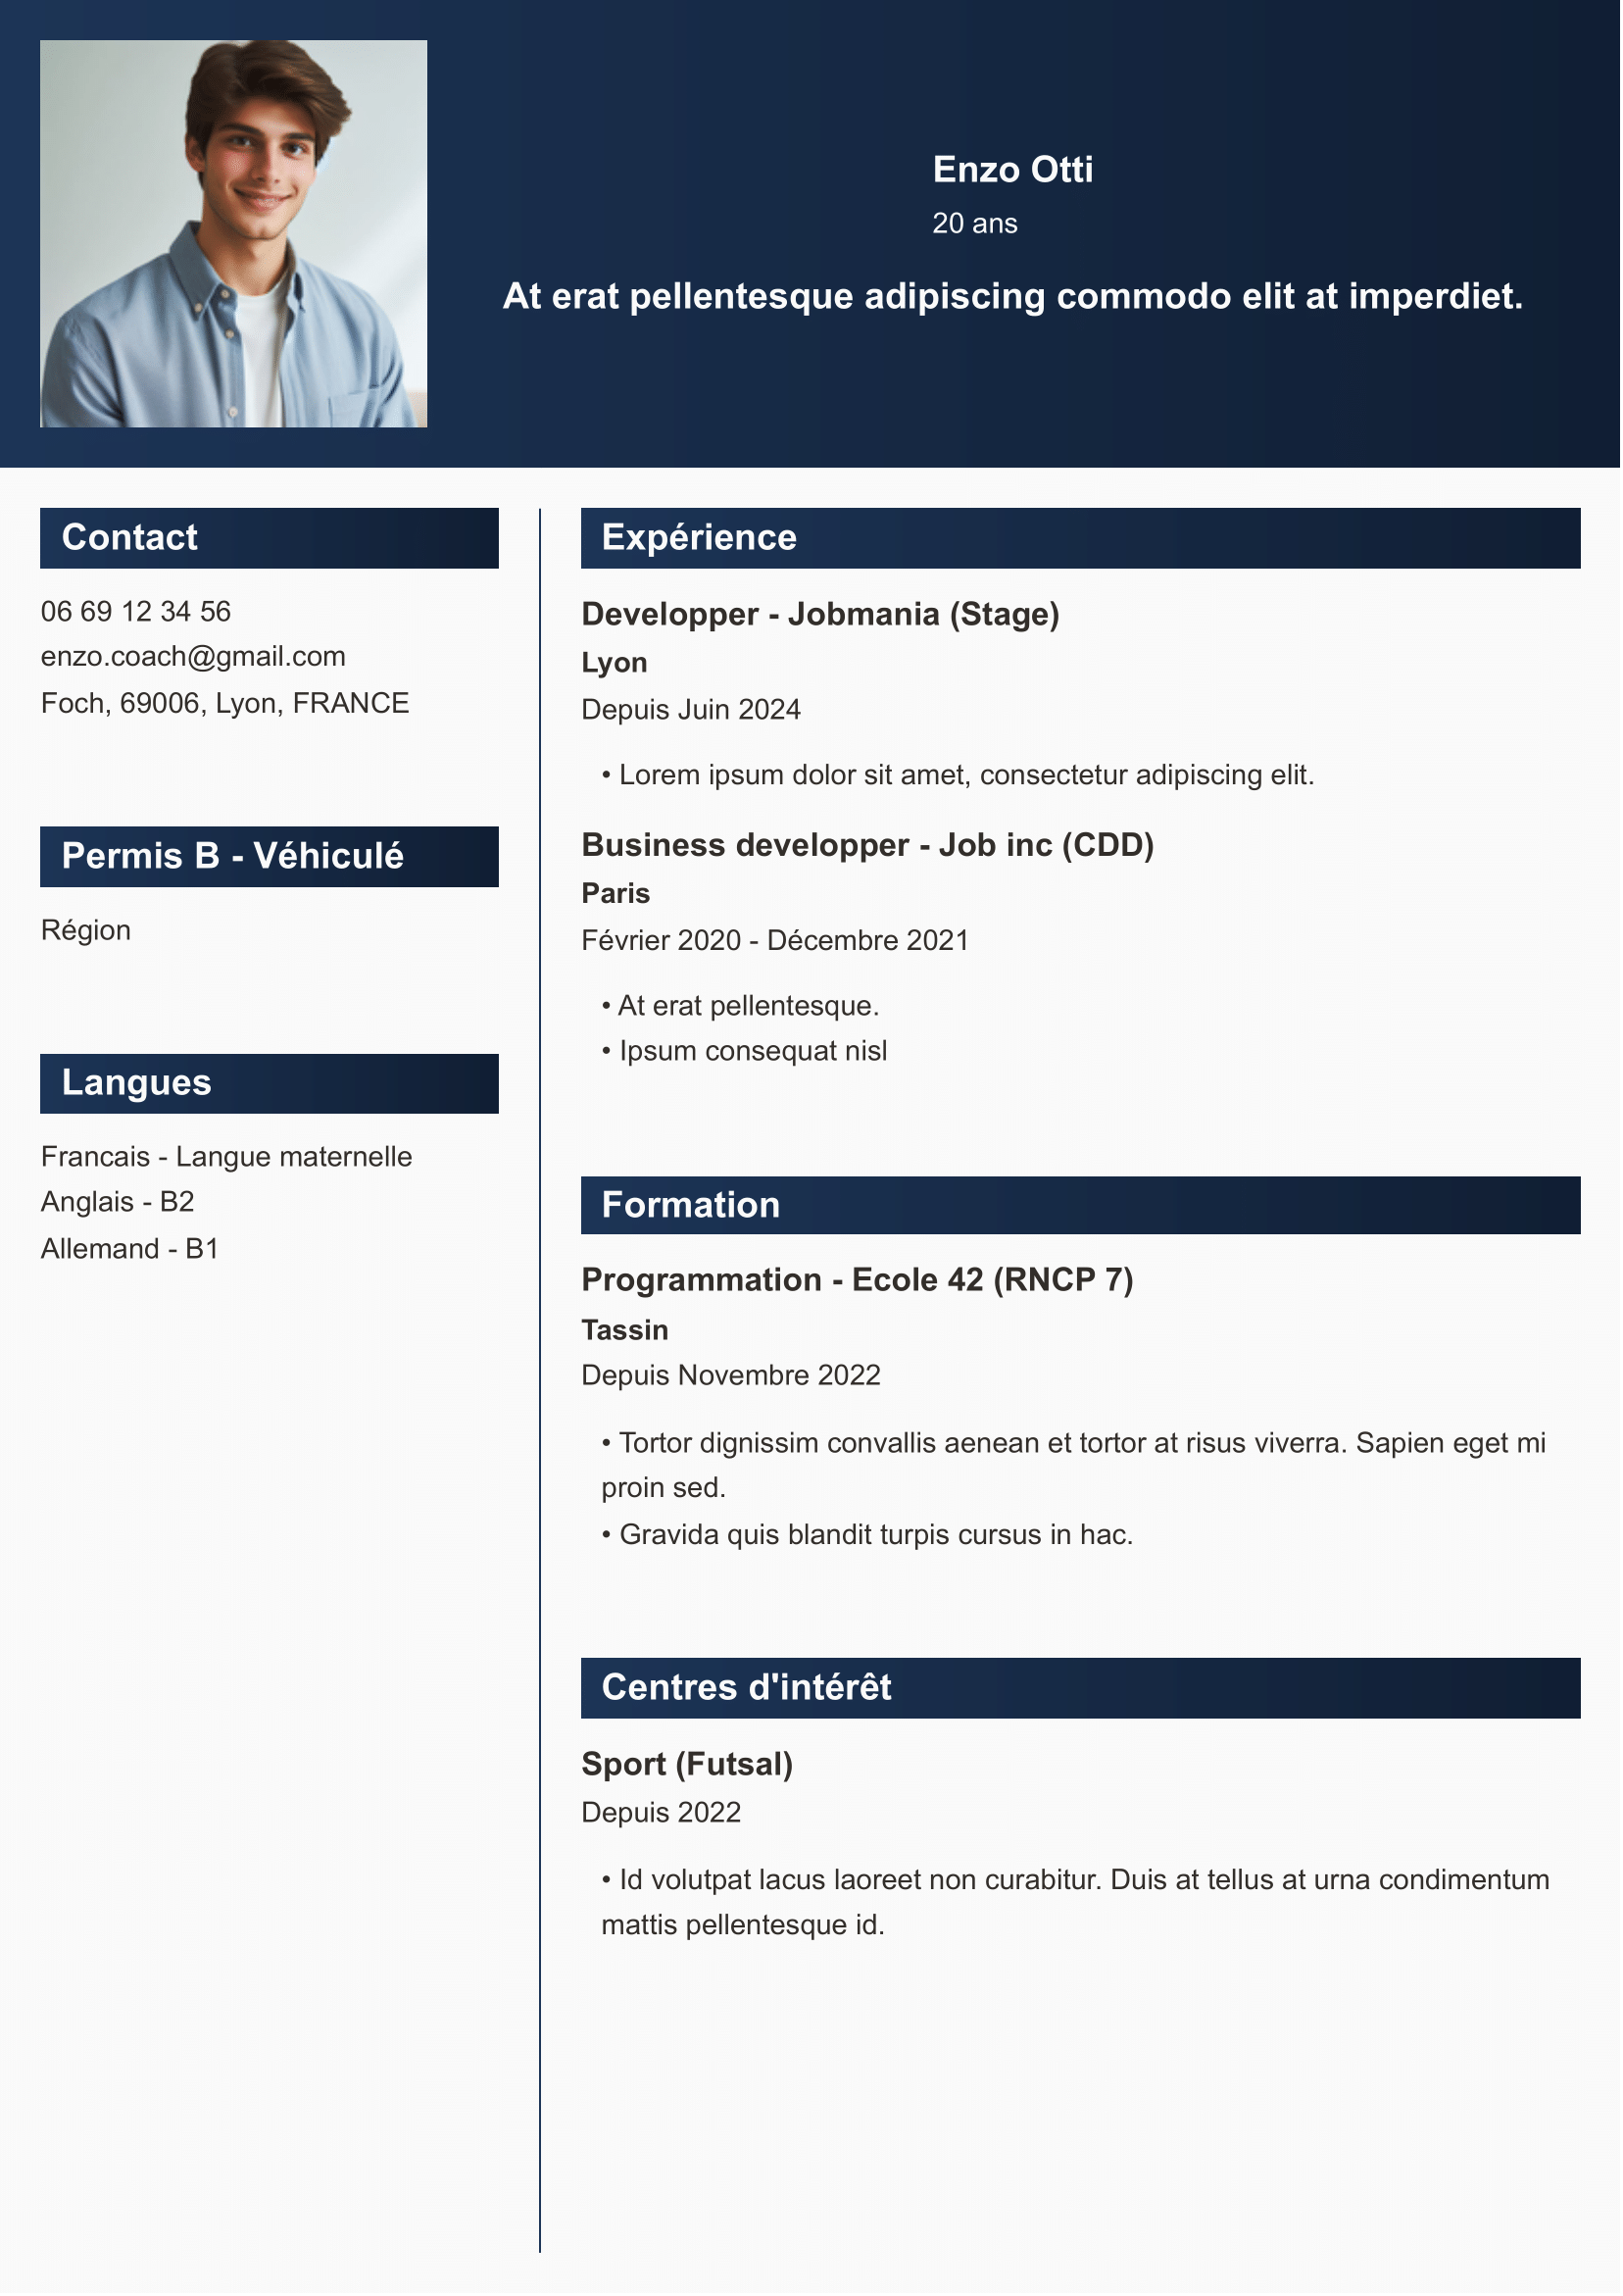 Enzo Otti
20 ans
At erat pellentesque adipiscing commodo elit at imperdiet.
Contact
06 69 12 34 56
enzo.coach@gmail.com
Foch, 69006, Lyon, FRANCE
Permis B - Véhiculé
Région
Langues
Francais - Langue maternelle
Anglais - B2
Allemand - B1
Expérience
Developper - Jobmania (Stage)
Lyon
Depuis Juin 2024
• Lorem ipsum dolor sit amet, consectetur adipiscing elit.
Business developper - Job inc (CDD)
Paris
Février 2020 - Décembre 2021
• At erat pellentesque.
• Ipsum consequat nisl
Formation
Programmation - Ecole 42 (RNCP 7)
Tassin
Depuis Novembre 2022
• Tortor dignissim convallis aenean et tortor at risus viverra. Sapien eget mi
proin sed.
• Gravida quis blandit turpis cursus in hac.
Centres d'intérêt
Sport (Futsal)
Depuis 2022
• Id volutpat lacus laoreet non curabitur. Duis at tellus at urna condimentum
mattis pellentesque id.